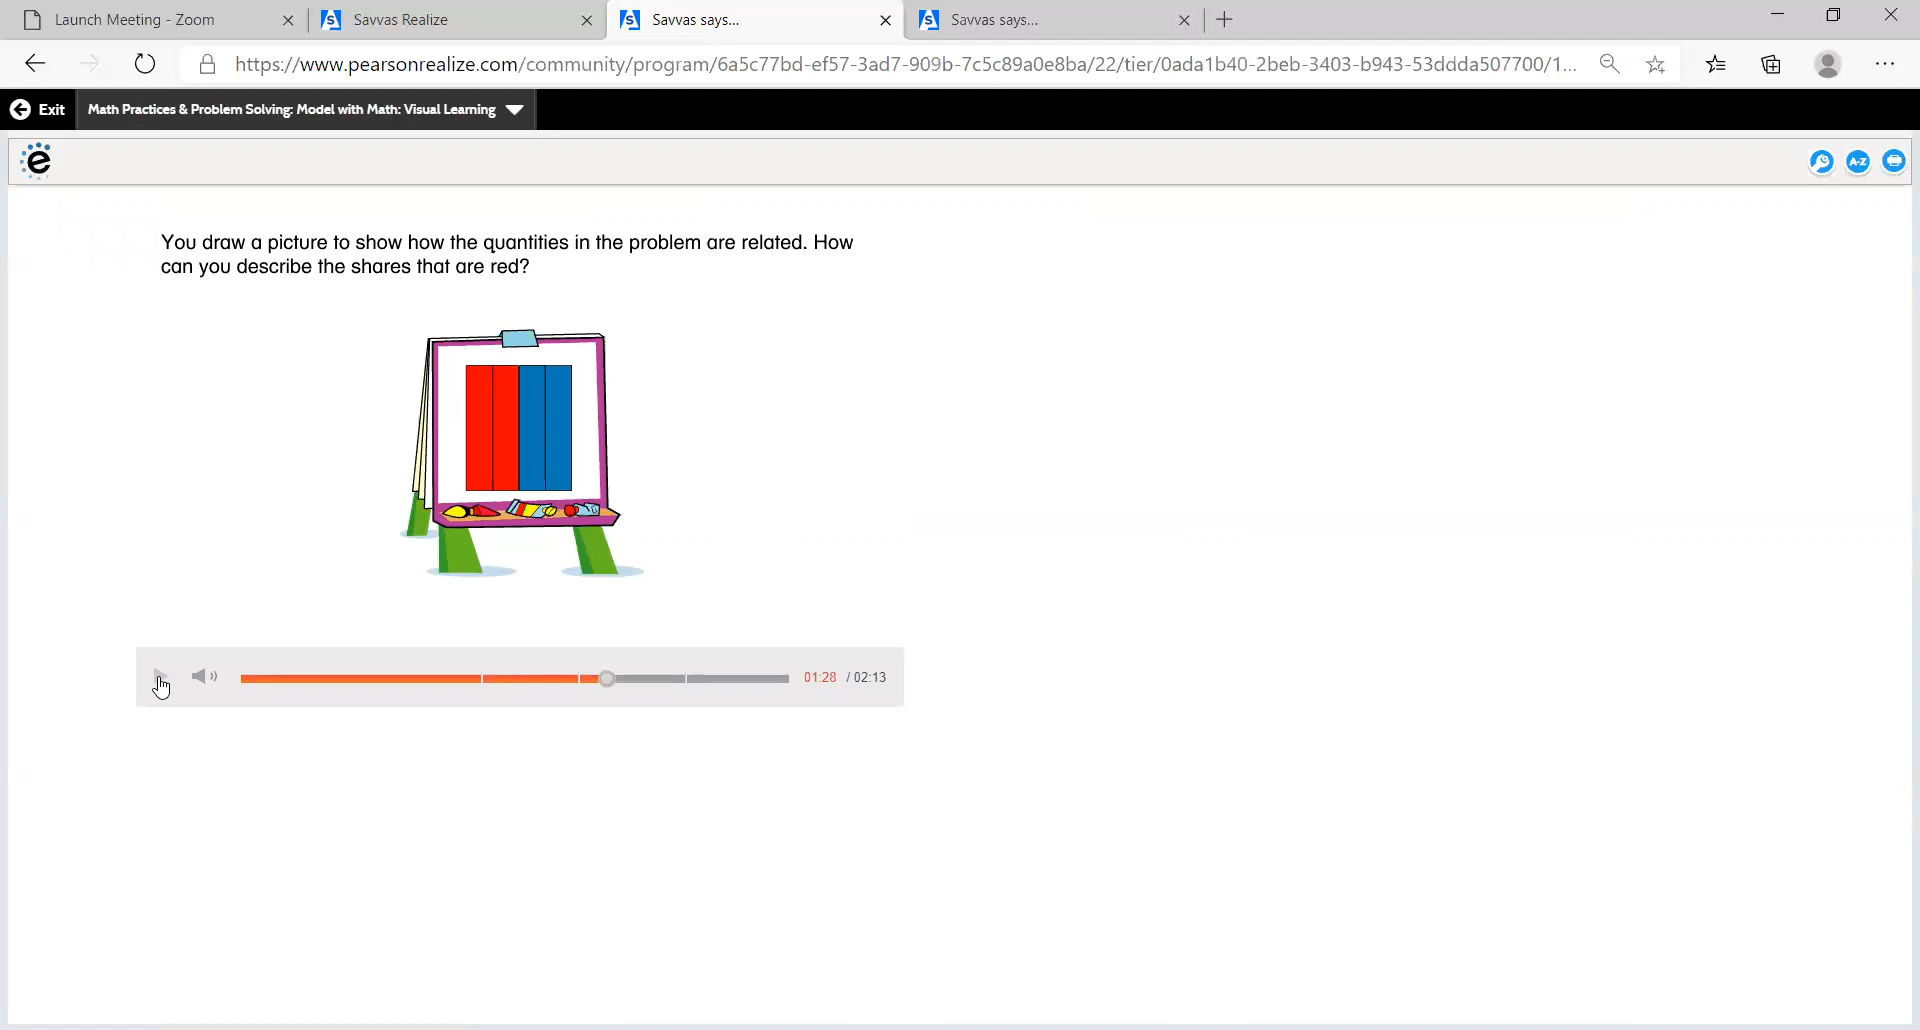 Launch Meeting - Zoom
Savvas Realize
Savvas says...
Savvas says...
https://www.pearsonrealize.com/community/program/6a5c77bd-ef57-3ad7-909b-7c5c89a0e8ba/22/tier/0ada1b40-2beb-3403-b943-53ddda507700/1...
Exit
Math Practices & Problem Solving: Model with Math: Visual Learning
e
A-Z
You draw a picture to show how the quantities in the problem are related. How
can you describe the shares that are red?
01:28 / 02:13